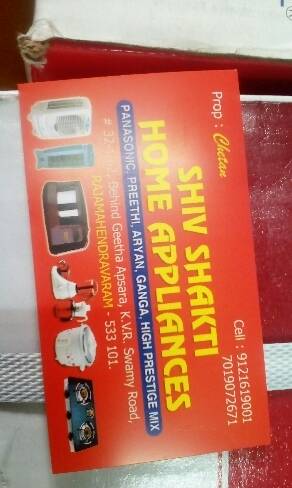 Prop : Chetan
Cell : 9121619001
7019072671
SHIV SHAKTI
HOME APPLIANCES
PANASONIC, PREETHI, ARYAN, GANGA, HIGH PRESTIGE MIX
Behind Geetha Apsara, K.V.R. Swamy Road,
RAJAMAHENDRAVARAM - 533 101.